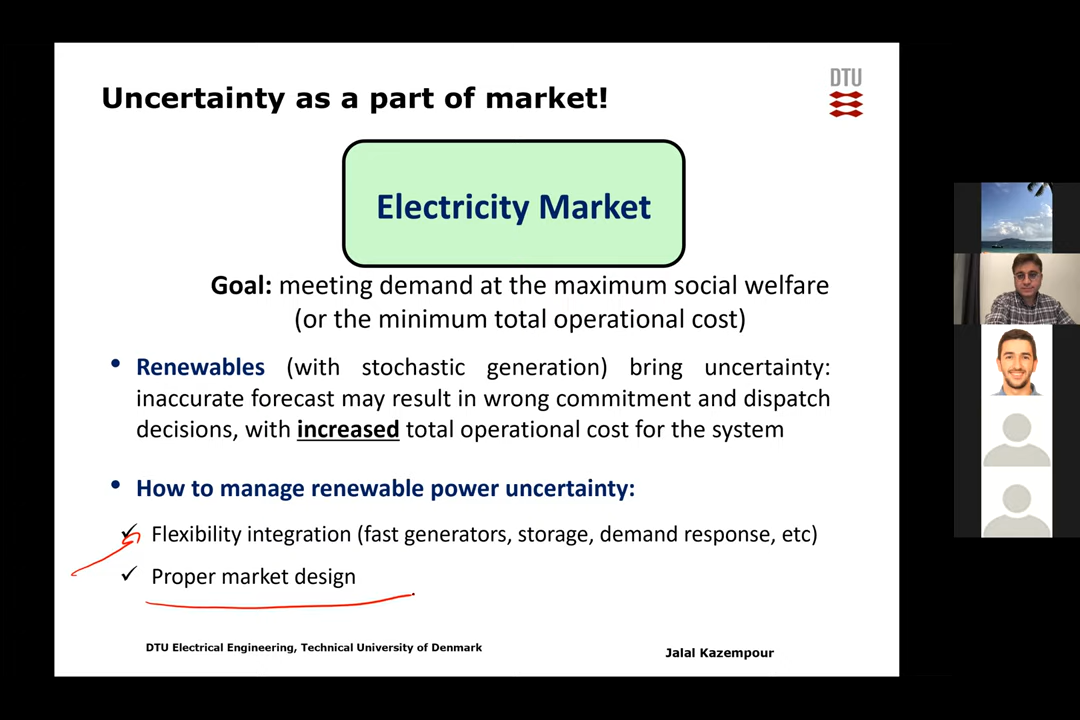 Uncertainty as a part of market!
DTU
Electricity Market
Goal: meeting demand at the maximum social welfare
(or the minimum total operational cost)
• Renewables (with stochastic generation) bring uncertainty:
inaccurate forecast may result in wrong commitment and dispatch
decisions, with increased total operational cost for the system
• How to manage renewable power uncertainty:
✓ Flexibility integration (fast generators, storage, demand response, etc)
✓ Proper market design
DTU Electrical Engineering, Technical University of Denmark
Jalal Kazempour